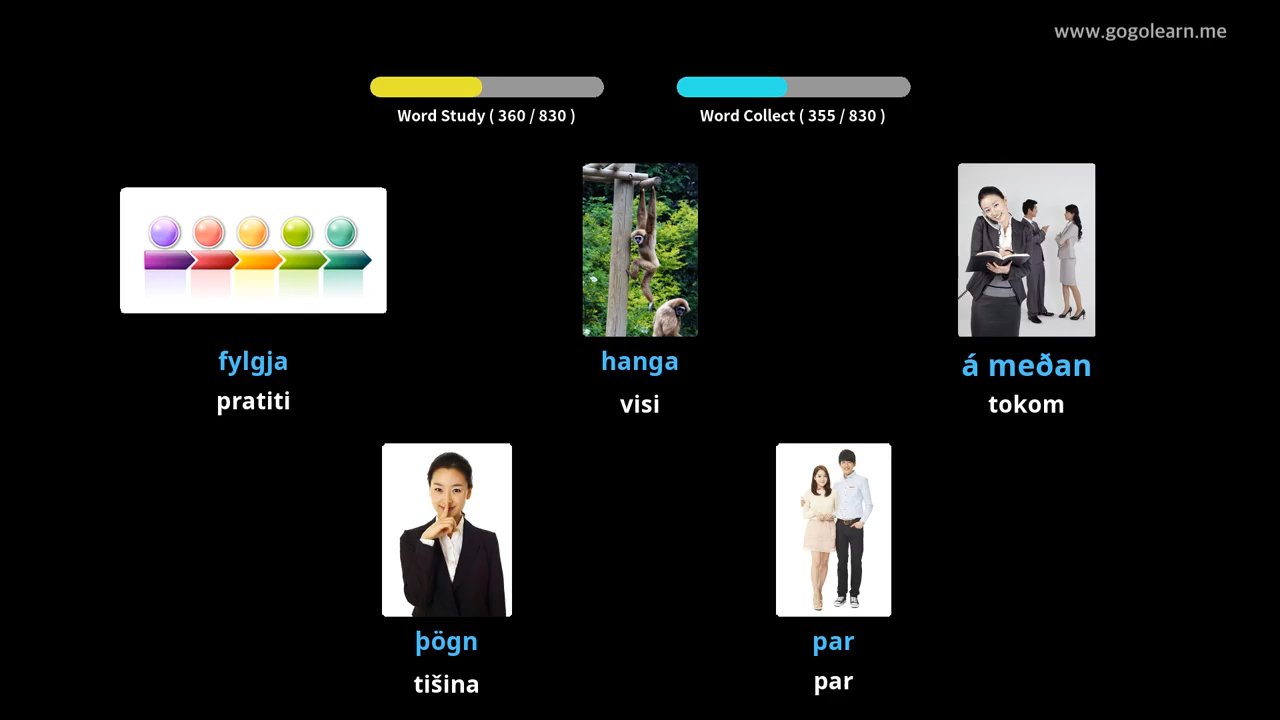 www.gogolearn.me
Word Study ( 360 / 830 )
Word Collect ( 355 / 830 )
fylgja
pratiti
hanga
visi
á meðan
tokom
þögn
tišina
par
par